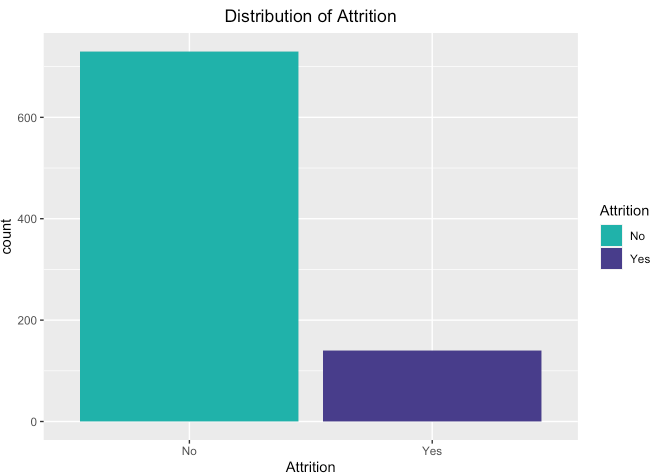 Distribution of Attrition
count
600
400
200
0
No
Yes
Attrition
Attrition
No
Yes